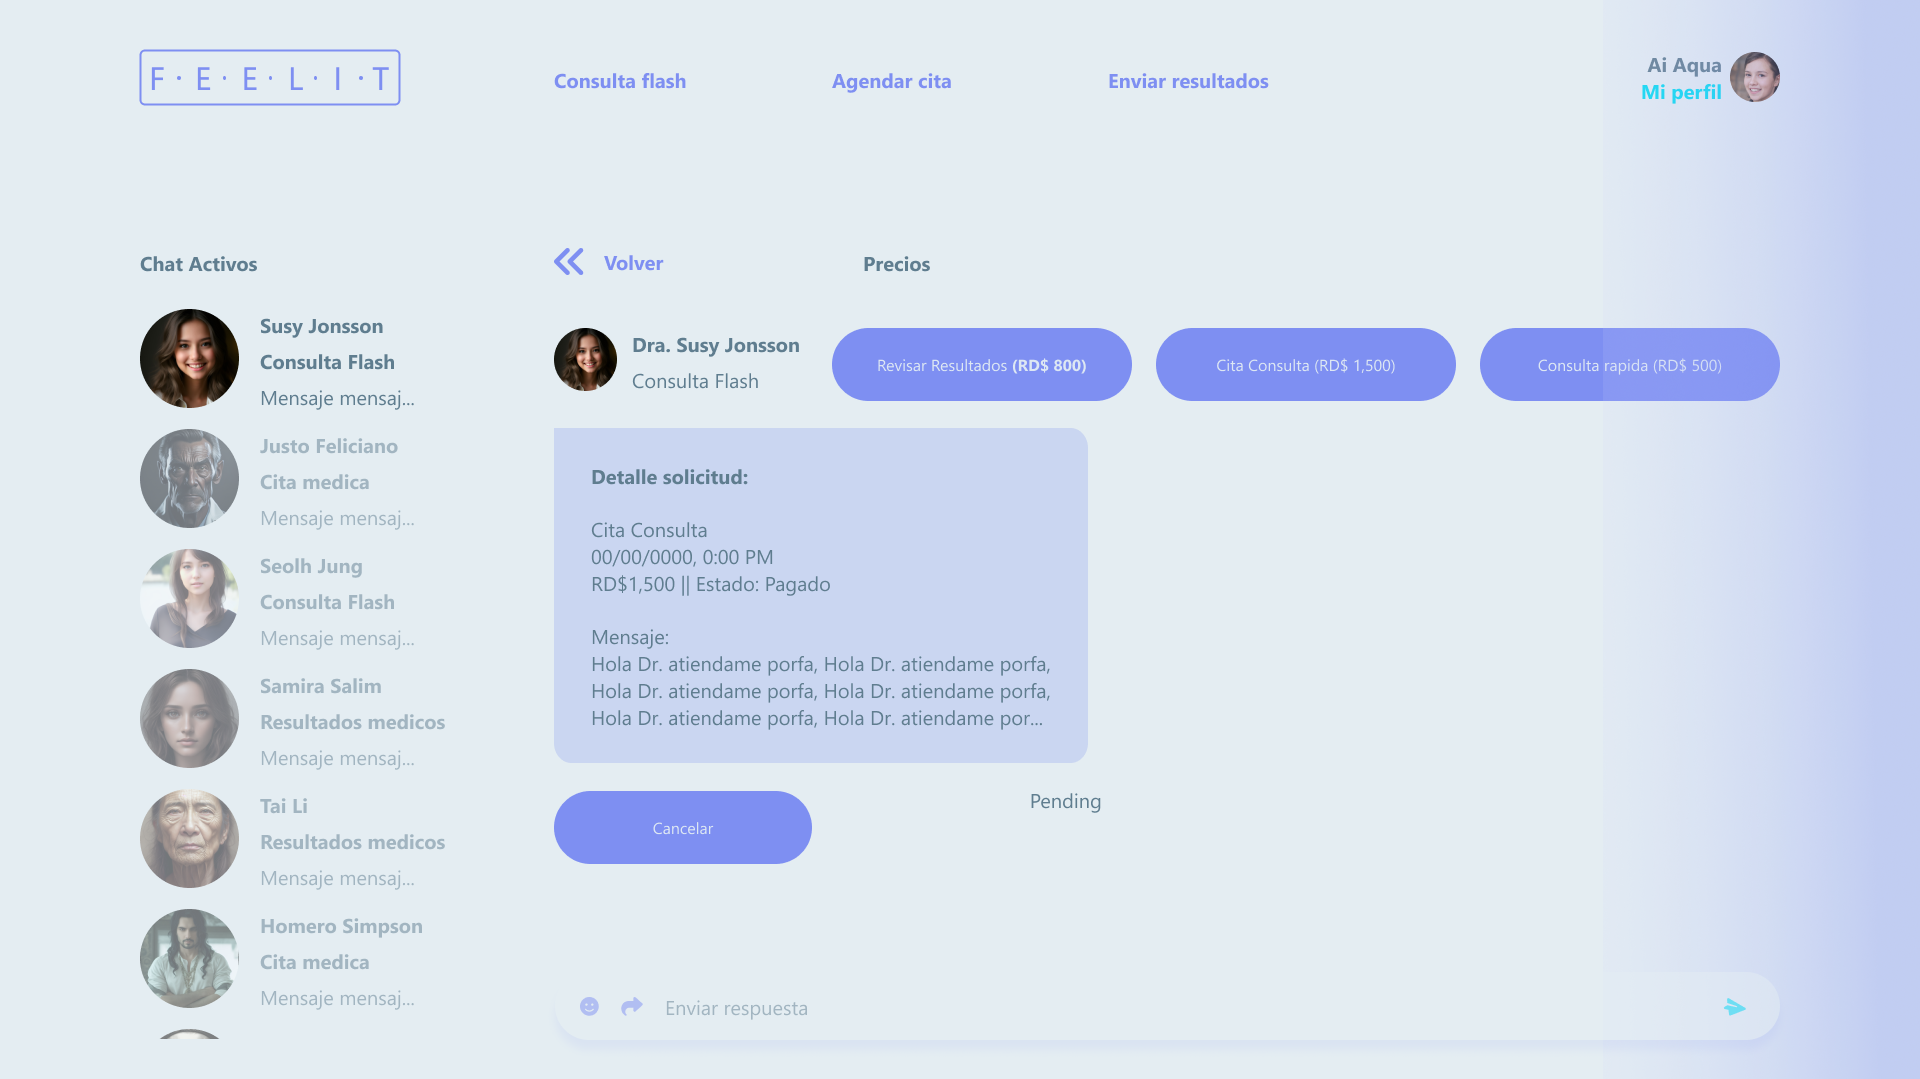 F·E·E·L·I·T
Consulta flash
Agendar cita
Enviar resultados
Ai Aqua
Mi perfil
Chat Activos
Susy Jonsson
Consulta Flash
Mensaje mensaj...
Justo Feliciano
Cita medica
Mensaje mensaj...
Seolh Jung
Consulta Flash
Mensaje mensaj...
Samira Salim
Resultados medicos
Mensaje mensaj...
Tai Li
Resultados medicos
Mensaje mensaj...
Homero Simpson
Cita medica
Mensaje mensaj...
Volver
Precios
Dra. Susy Jonsson
Consulta Flash
Revisar Resultados (RD$ 800)
Cita Consulta (RD$ 1,500)
Consulta rapida (RD$ 500)
Detalle solicitud:
Cita Consulta
00/00/0000, 0:00 PM
RD$1,500 || Estado: Pagado
Mensaje:
Hola Dr. atiendame porfa, Hola Dr. atiendame porfa,
Hola Dr. atiendame porfa, Hola Dr. atiendame porfa,
Hola Dr. atiendame porfa, Hola Dr. atiendame por...
Cancelar
Pending
Enviar respuesta